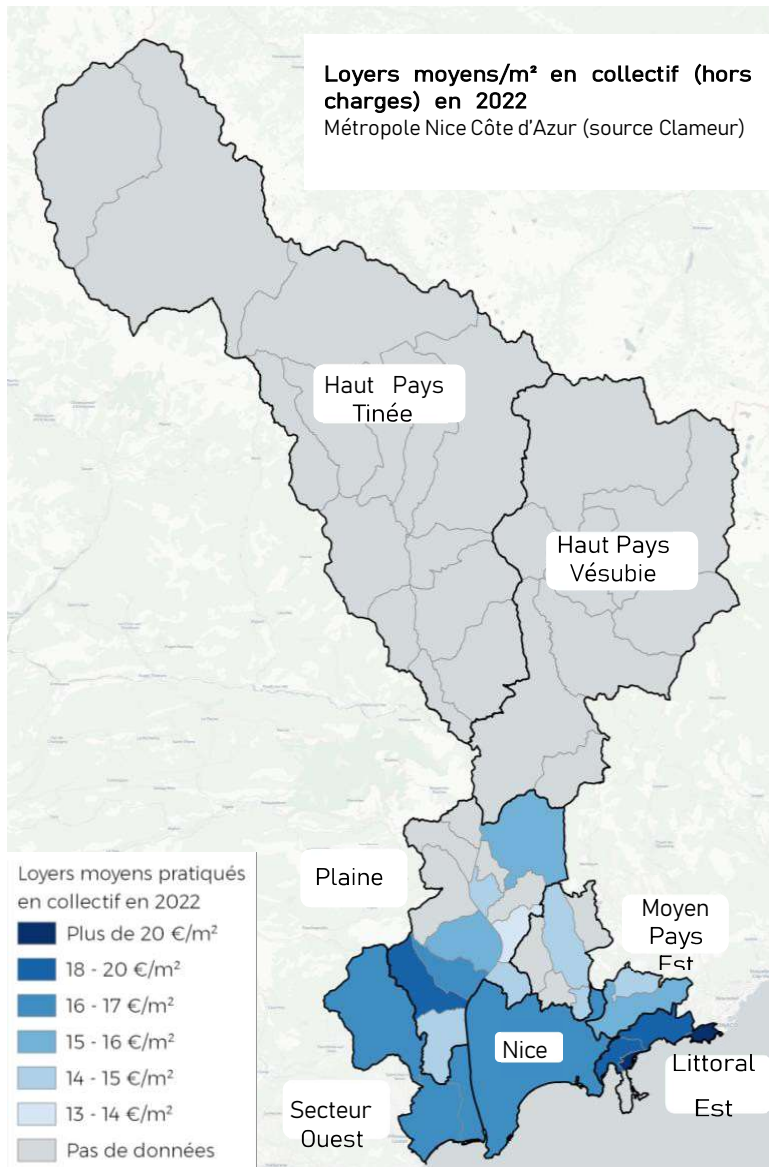 Loyers moyens/m² en collectif (hors
charges) en 2022
Métropole Nice Côte d'Azur (source Clameur)
Haut Pays
Tinée
Haut Pays
Vésubie
Plaine
Moyen
Pays
Est
Nice
Littoral
Est
Secteur
Ouest
Loyers moyens pratiqués
en collectif en 2022
Plus de 20 €/m²
18 - 20 €/m²
16 - 17 €/m²
15 - 16 €/m²
14 - 15 €/m²
13 - 14 €/m²
Pas de données